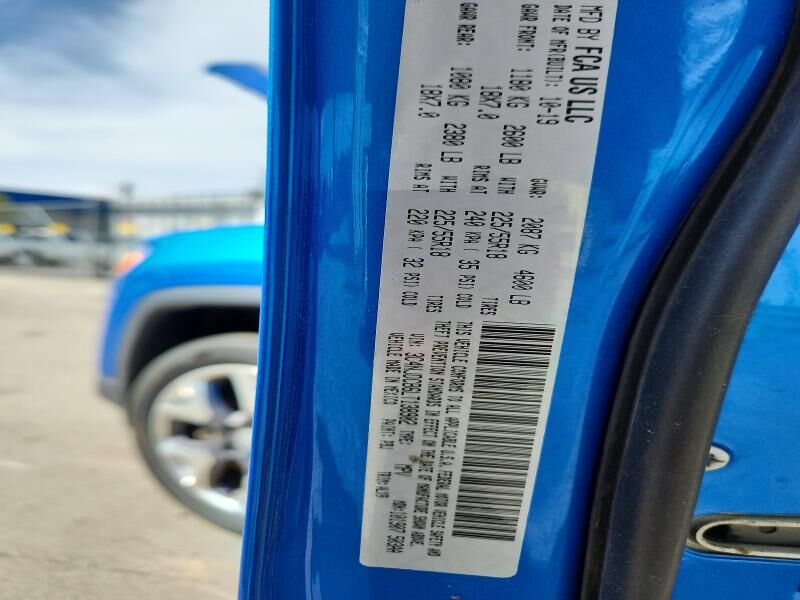 MFD BY FCA US LLC
DATE OF MFR(BUILT): 10-19 GVWR: 2087 KG 4600 LB
GAWR FRONT: 1180 KG 2600 LB WITH 225/55R18 TIRES
18X7.0 RIMS AT 240 KPA ( 35 PSI) COLD
GAWR REAR: 1080 KG 2380 LB WITH 225/55R18 TIRES
18X7.0 RIMS AT 220 KPA ( 32 PSI) COLD
THIS VEHICLE CONFORMS TO ALL APPLICABLE U.S.A. FEDERAL MOTOR VEHICLE SAFETY AND
THEFT PREVENTION STANDARDS IN EFFECT ON THE DATE OF MANUFACTURE SHOWN ABOVE.
VIN: TYPE: MPV
VEHICLE MADE IN MEXICO PAINT: TRIM: